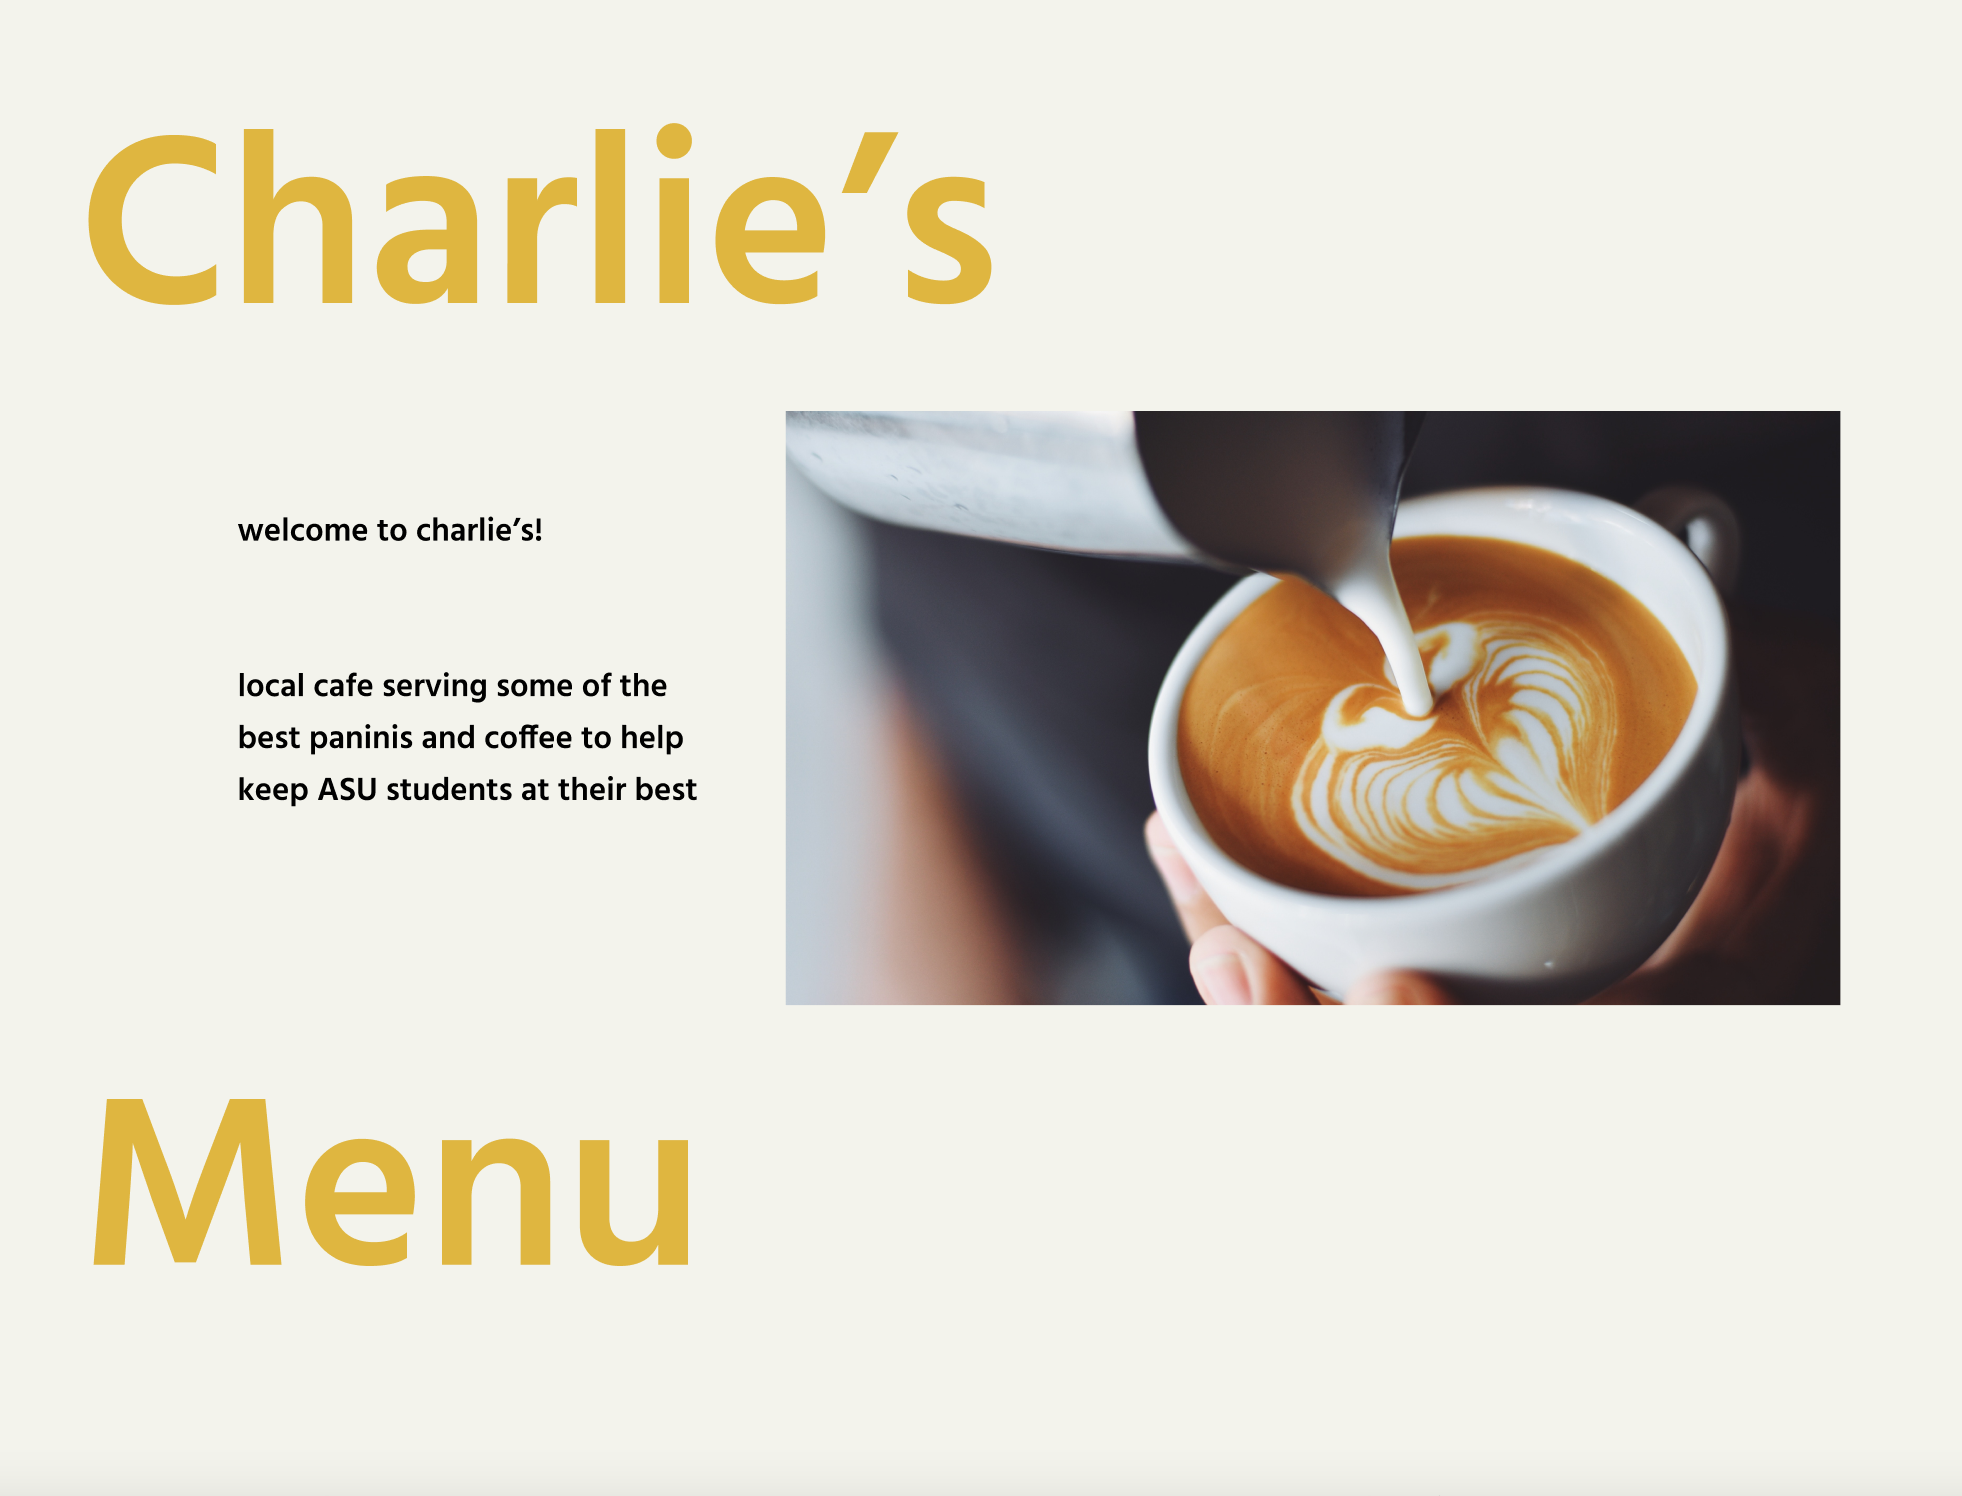 Charlie’s
welcome to charlie’s!
local cafe serving some of the
best paninis and coffee to help
keep ASU students at their best
Menu